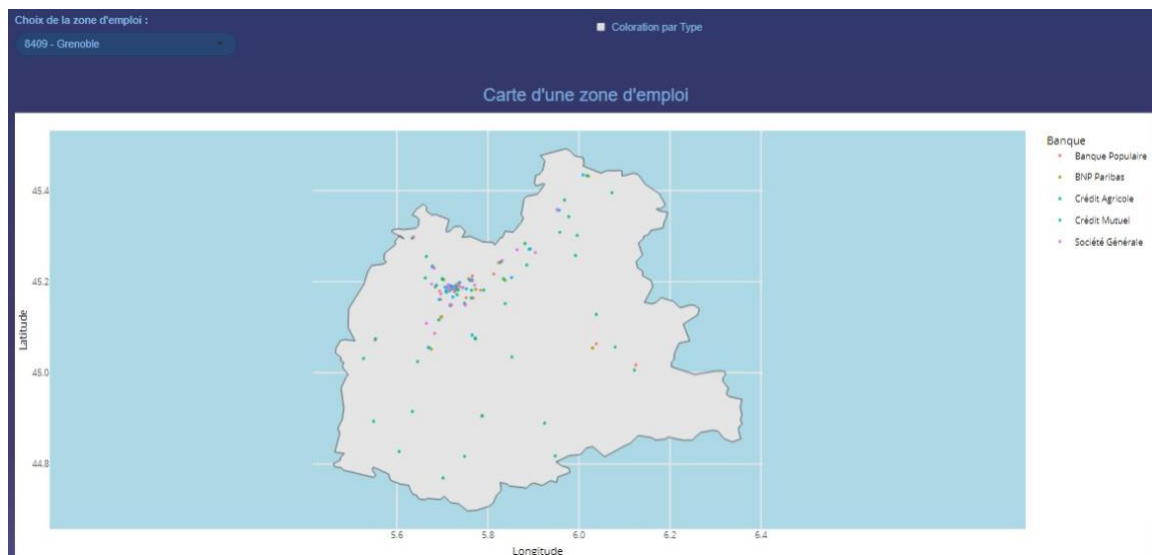 Choix de la zone d'emploi :
8409 - Grenoble
Coloration par Type
Carte d'une zone d'emploi
Banque
Banque Populaire
BNP Paribas
Crédit Agricole
Crédit Mutuel
Société Générale
Latitude
45.4
45.2
45.0
44.8
5.6 5.8 6.0 6.2 6.4
Longitude